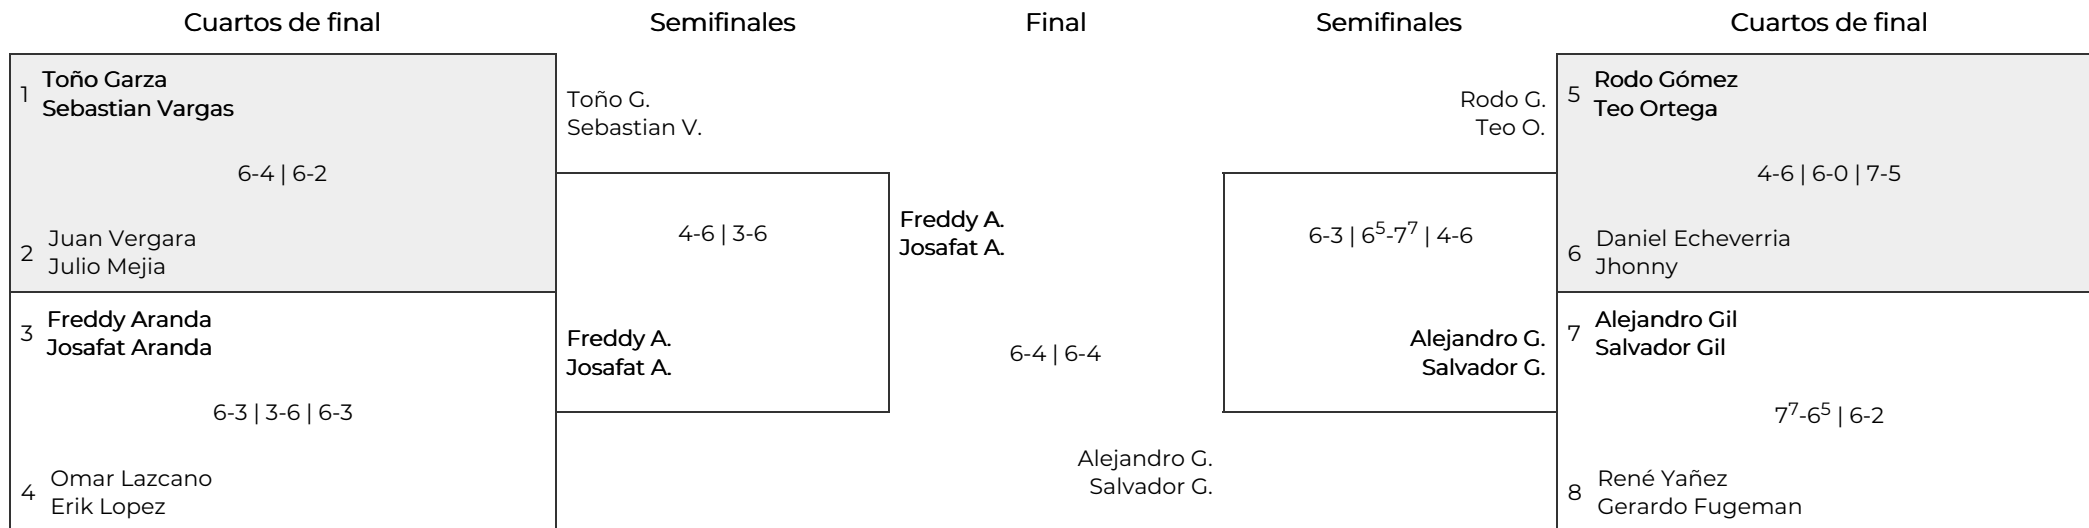 Cuartos de final
Semifinales
Final
Semifinales
Cuartos de final
1
Toño Garza
Sebastian Vargas
6-4 | 6-2
2
Juan Vergara
Julio Mejia
3
Freddy Aranda
Josafat Aranda
6-3 | 3-6 | 6-3
4
Omar Lazcano
Erik Lopez
Toño G.
Sebastian V.
4-6 | 3-6
Freddy A.
Josafat A.
Freddy A.
Josafat A.
6-4 | 6-4
Alejandro G.
Salvador G.
Rodo G.
Teo O.
6-3 | 6⁵-7⁷ | 4-6
Alejandro G.
Salvador G.
5
Rodo Gómez
Teo Ortega
4-6 | 6-0 | 7-5
6
Daniel Echeverria
Jhonny
7
Alejandro Gil
Salvador Gil
7⁷-6⁵ | 6-2
8
René Yañez
Gerardo Fugeman